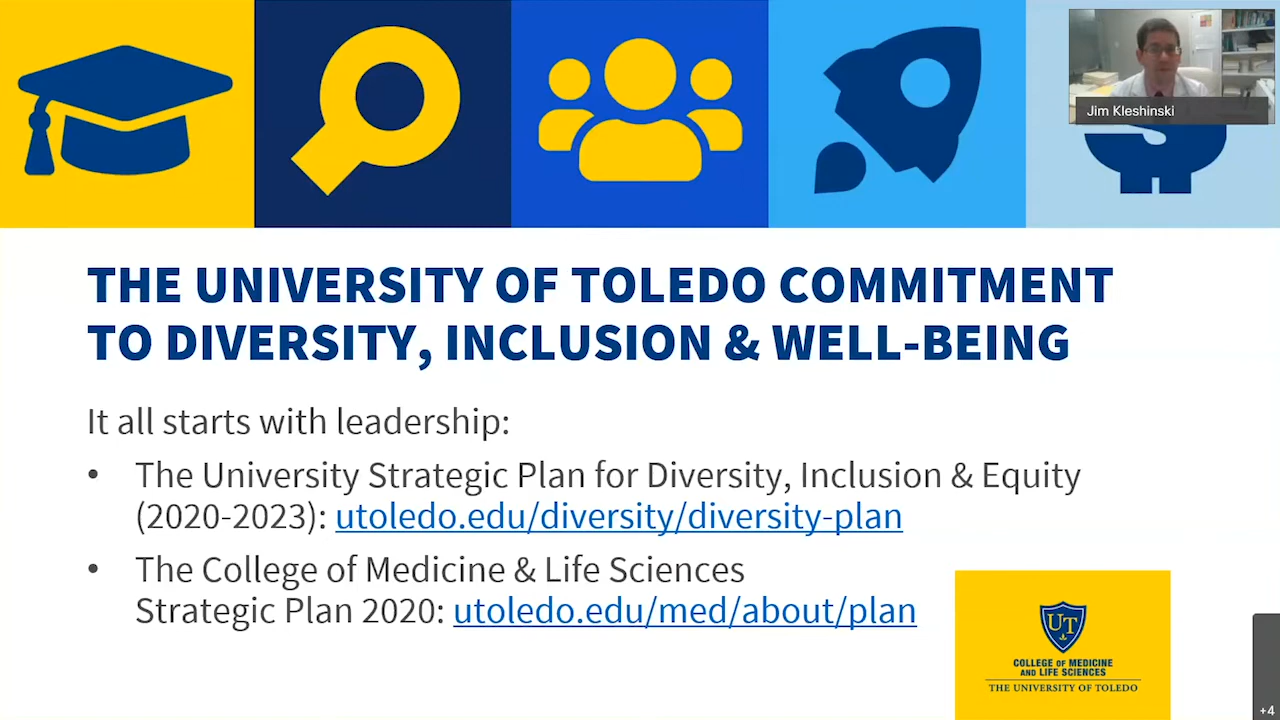 Jim Kleshinski
THE UNIVERSITY OF TOLEDO COMMITMENT
TO DIVERSITY, INCLUSION & WELL-BEING
It all starts with leadership:
• The University Strategic Plan for Diversity, Inclusion & Equity
(2020-2023): utoledo.edu/diversity/diversity-plan
• The College of Medicine & Life Sciences
Strategic Plan 2020: utoledo.edu/med/about/plan
UT
COLLEGE OF MEDICINE
AND LIFE SCIENCES
THE UNIVERSITY OF TOLEDO
+4